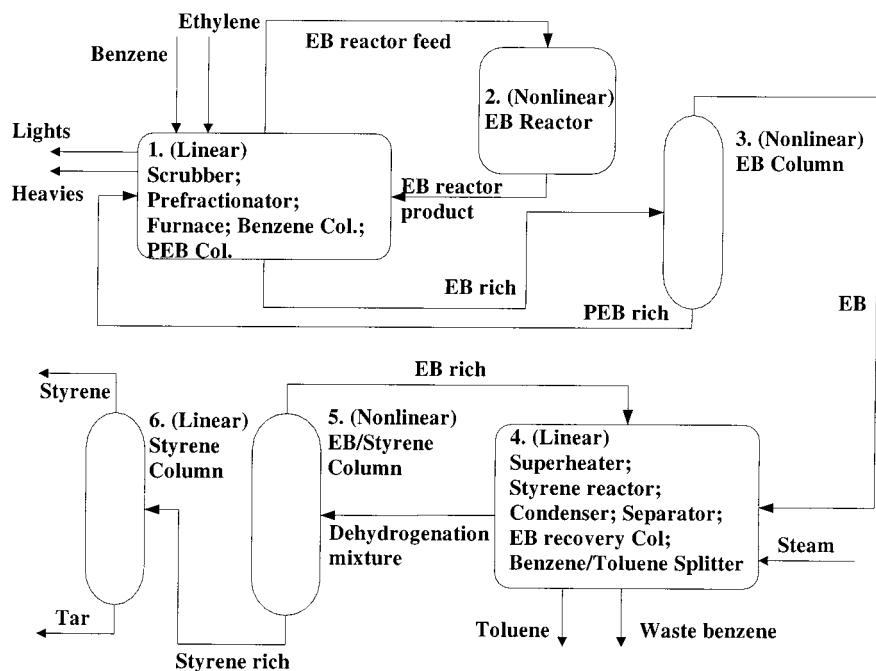 Ethylene
EB reactor feed
Benzene
2. (Nonlinear)
EB Reactor
Lights
Heavies
1. (Linear)
Scrubber;
Prefractionator;
Furnace; Benzene Col.;
PEB Col.
EB reactor
product
3. (Nonlinear)
EB Column
EB rich
PEB rich
EB
EB rich
Styrene
6. (Linear)
Styrene
Column
5. (Nonlinear)
EB/Styrene
Column
4. (Linear)
Superheater;
Styrene reactor;
Condenser; Separator;
EB recovery Col;
Benzene/Toluene Splitter
Dehydrogenation
mixture
Steam
Tar
Styrene rich
Toluene
Waste benzene